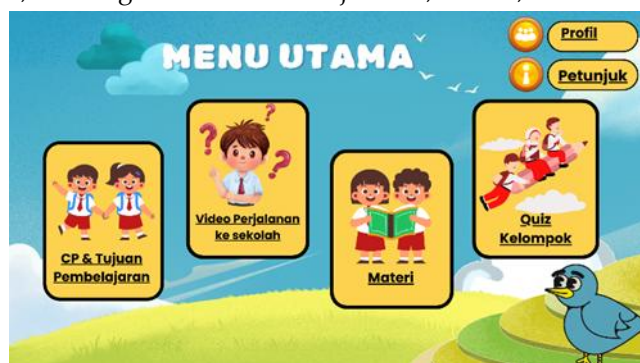 MENU UTAMA
Profil
Petunjuk
CP & Tujuan
Pembelajaran
Video Perjalanan
ke sekolah
Materi
Quiz
Kelompok